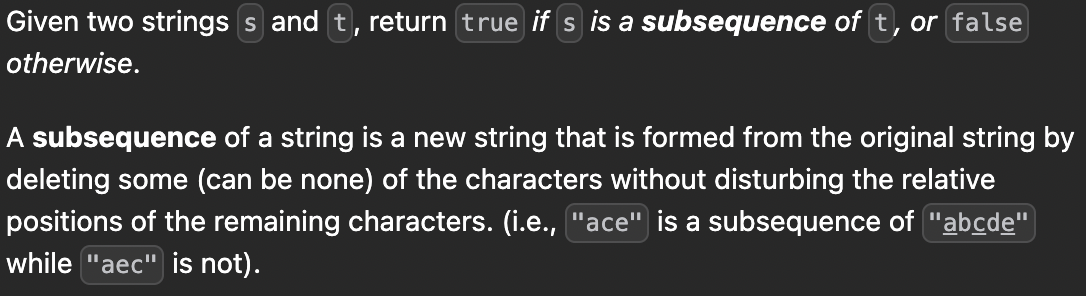 Given two strings s and t, return true if s is a subsequence of t, or false
otherwise.
A subsequence of a string is a new string that is formed from the original string by
deleting some (can be none) of the characters without disturbing the relative
positions of the remaining characters. (i.e., "ace" is a subsequence of "abcde"
while "aec" is not).